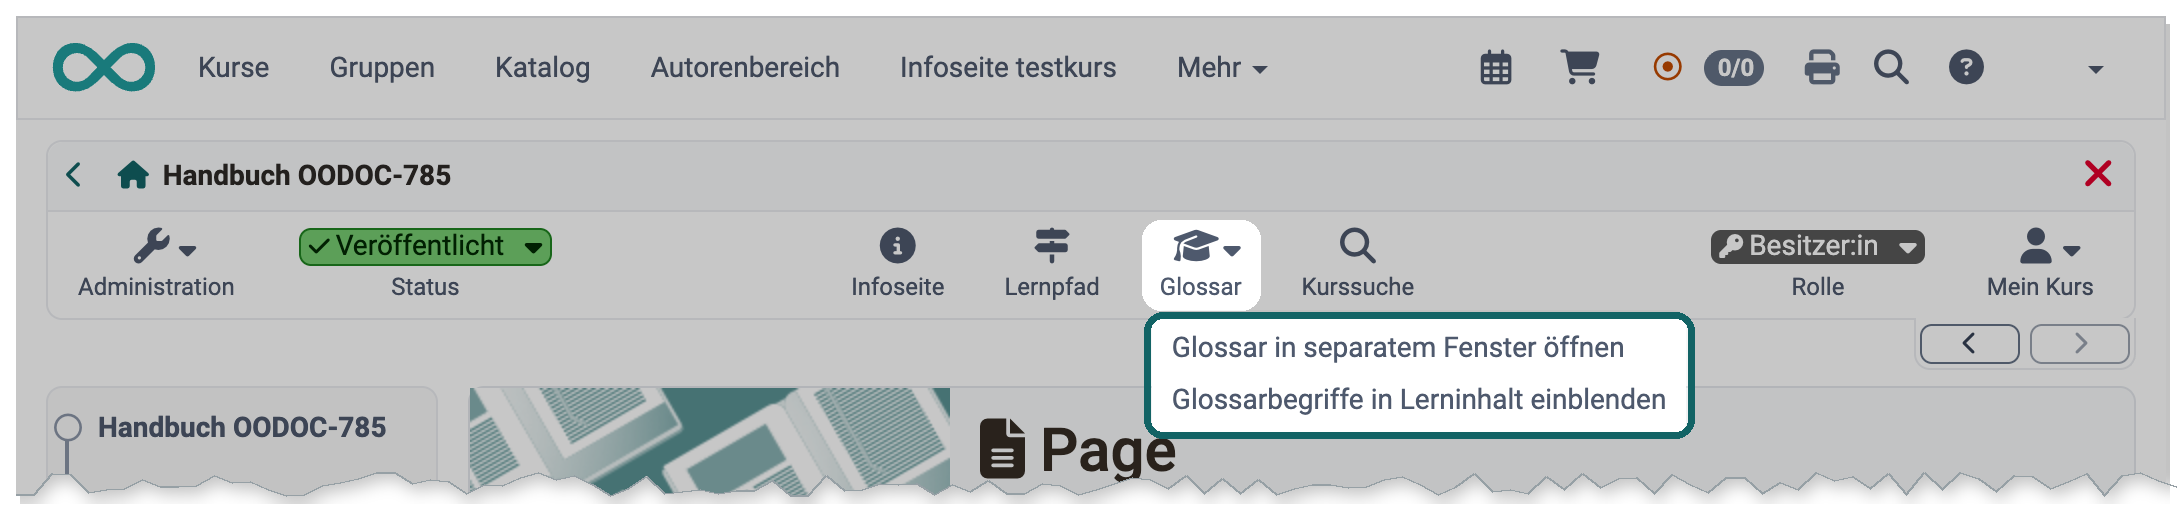 Kurse Gruppen Katalog Autorenbereich Infoseite testkurs Mehr 0/0 ?
Handbuch OODOC-785
Veröffentlicht Besitzer:in
Administration Status Infoseite Lernpfad Glossar Kurssuche Rolle Mein Kurs
Glossar in separatem Fenster öffnen
Glossarbegriffe in Lerninhalt einblenden
Handbuch OODOC-785
Page